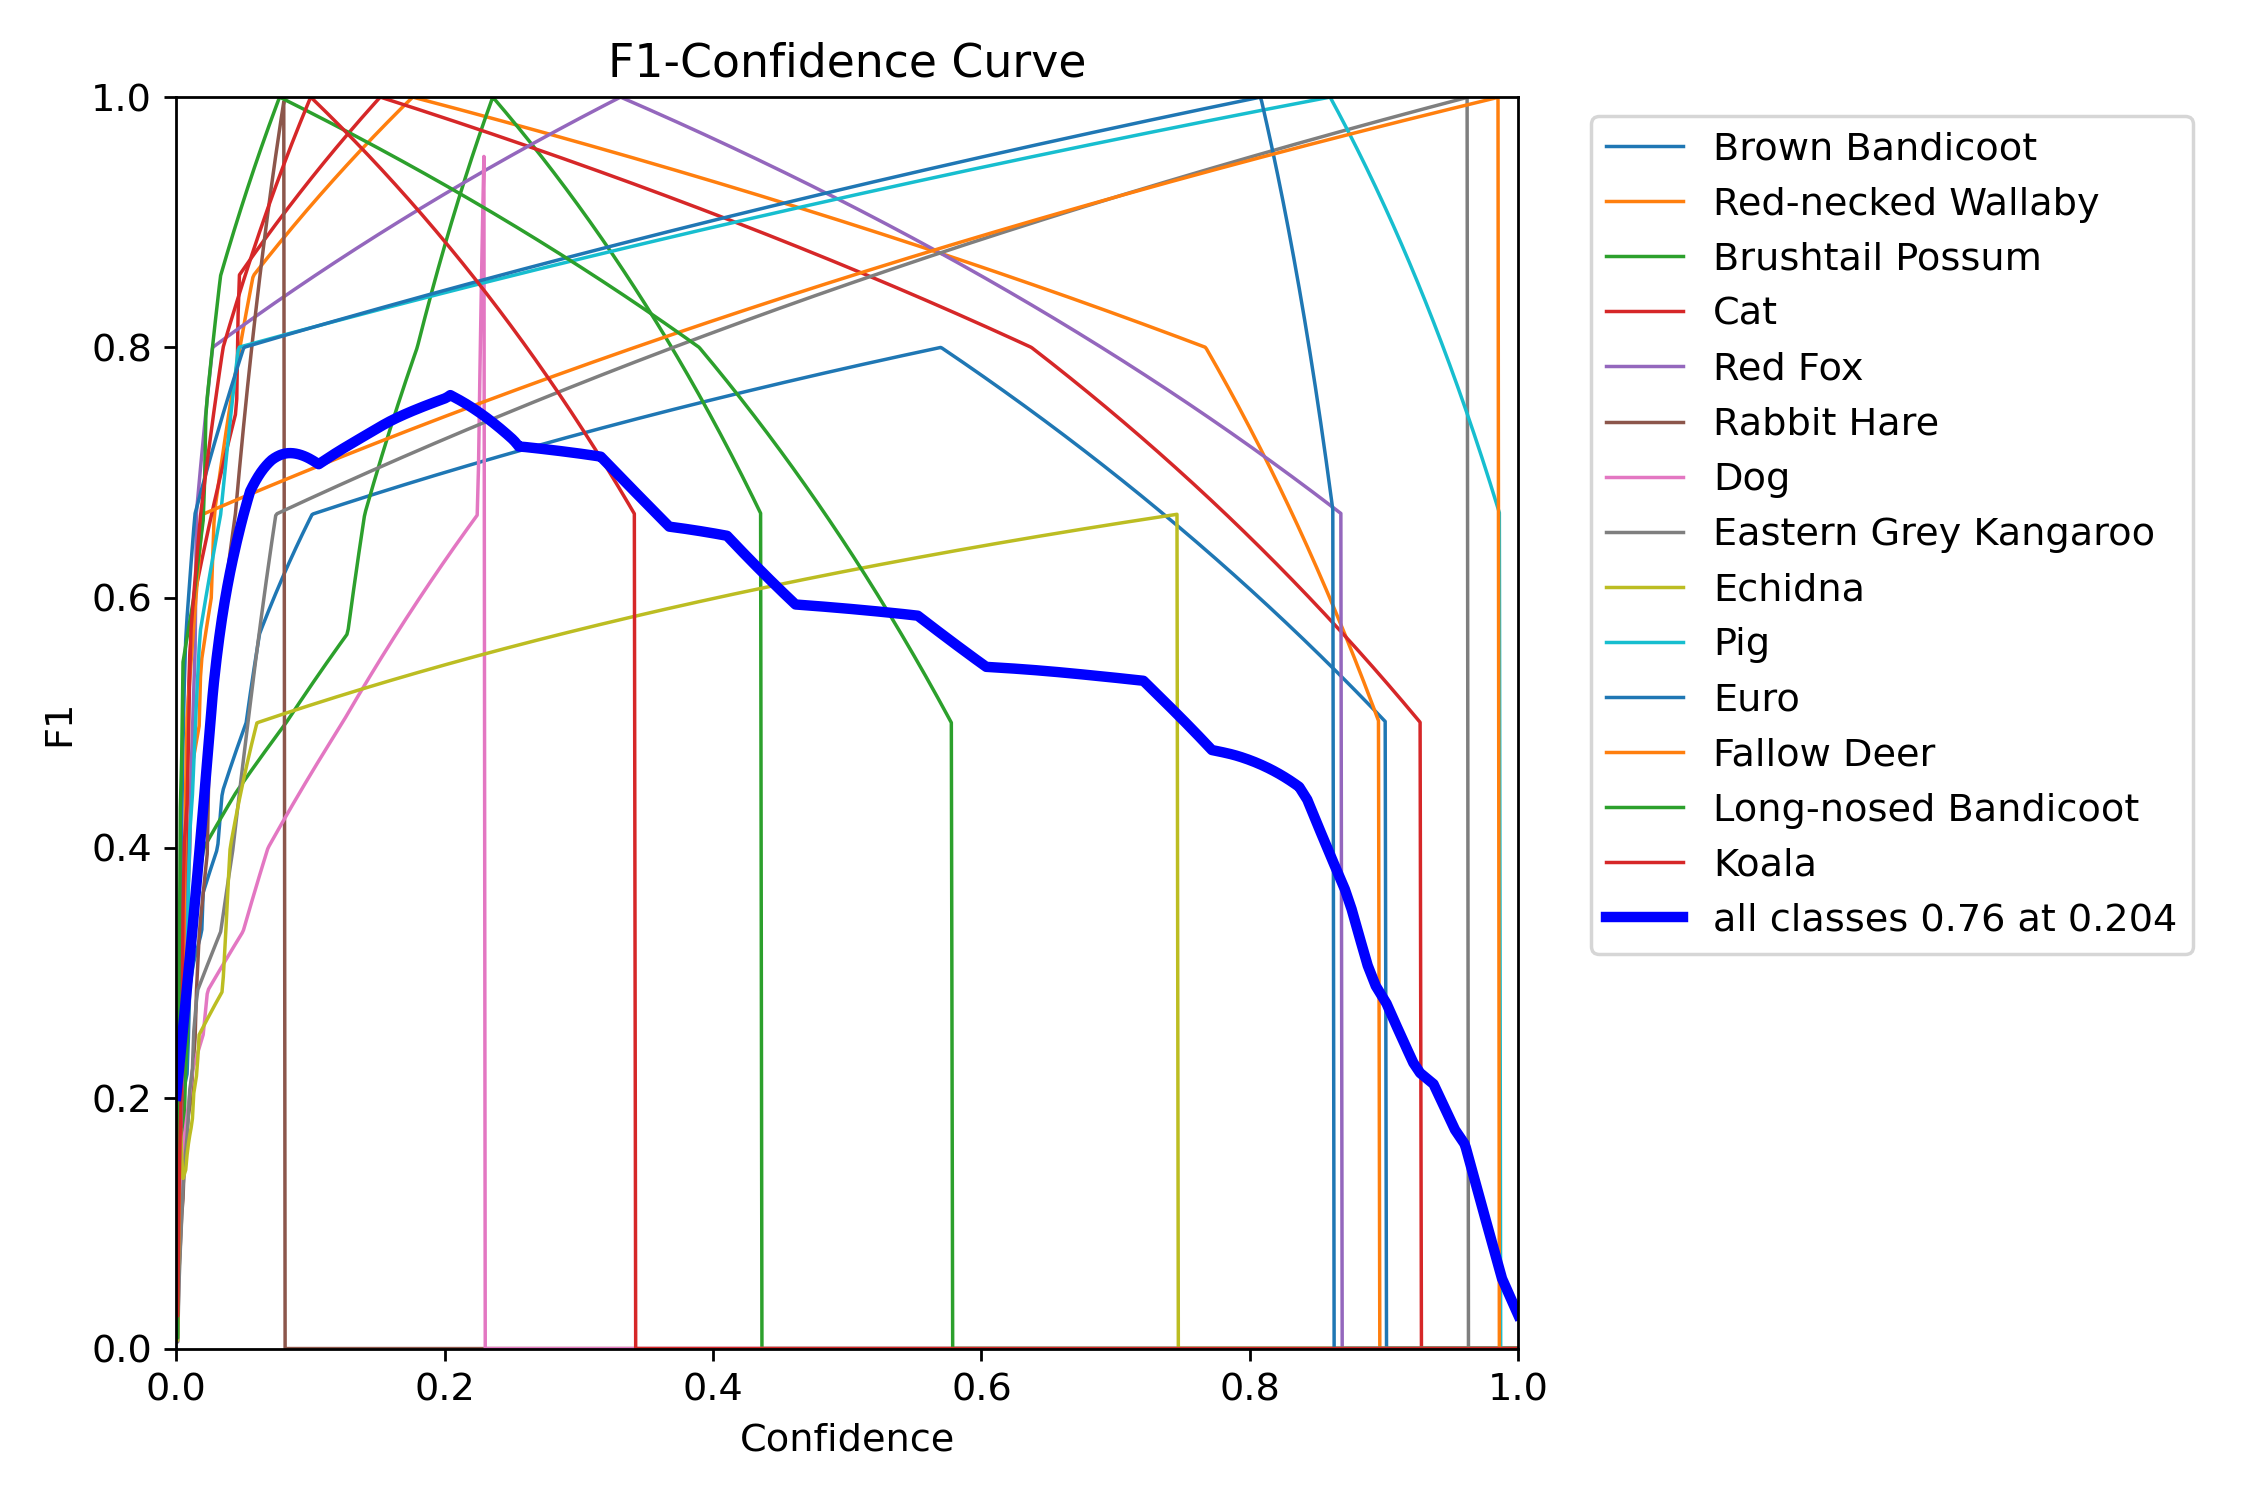 F1-Confidence Curve
1.0
0.8
0.6
0.4
0.2
0.0
F1
0.0 0.2 0.4 0.6 0.8 1.0
Confidence
Brown Bandicoot
Red-necked Wallaby
Brushtail Possum
Cat
Red Fox
Rabbit Hare
Dog
Eastern Grey Kangaroo
Echidna
Pig
Euro
Fallow Deer
Long-nosed Bandicoot
Koala
all classes 0.76 at 0.204